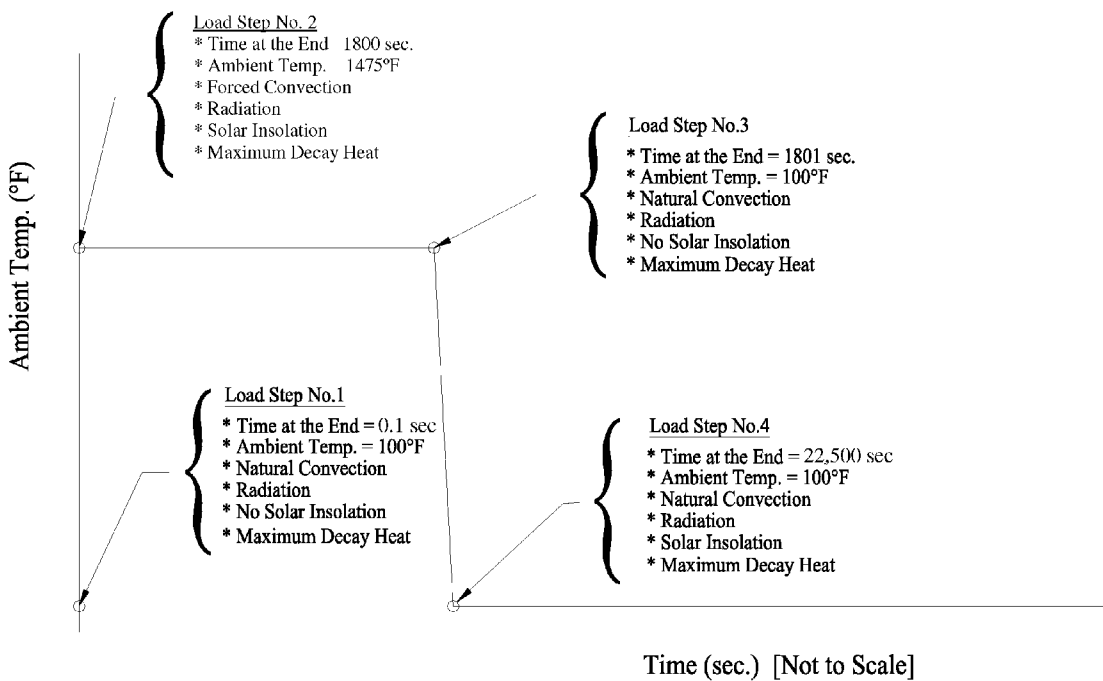 Load Step No. 2
* Time at the End 1800 sec.
* Ambient Temp. 1475ºF
* Forced Convection
* Radiation
* Solar Insolation
* Maximum Decay Heat
Load Step No.3
* Time at the End = 1801 sec.
* Ambient Temp. = 100°F
* Natural Convection
* Radiation
* No Solar Insolation
* Maximum Decay Heat
Ambient Temp. (ºF)
Load Step No.1
* Time at the End = 0.1 sec
* Ambient Temp. = 100°F
* Natural Convection
* Radiation
* No Solar Insolation
* Maximum Decay Heat
Load Step No.4
* Time at the End = 22,500 sec
* Ambient Temp. = 100°F
* Natural Convection
* Radiation
* Solar Insolation
* Maximum Decay Heat
Time (sec.) [Not to Scale]